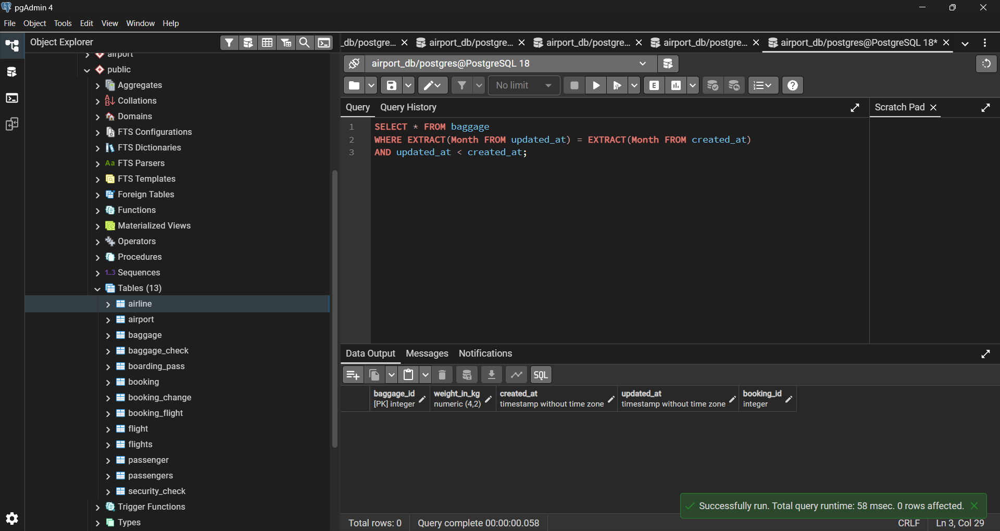 pgAdmin 4
File Object Tools Edit View Window Help
Object Explorer
_db/postgre... airport_db/postgre... airport_db/postgre... airport_db/postgre... airport_db/postgres@PostgreSQL 18*
airport
airport_db/postgres@PostgreSQL 18
public
Aggregates
No limit
E
Collations
Query Query History
Scratch Pad
Domains
1 SELECT * FROM baggage
FTS Configurations
2 WHERE EXTRACT(Month FROM updated_at) = EXTRACT(Month FROM created_at)
FTS Dictionaries
3 AND updated_at < created_at;
Aa FTS Parsers
FTS Templates
Foreign Tables
Functions
Materialized Views
Operators
Procedures
1..3 Sequences
Tables (13)
airline
airport
baggage
baggage_check
boarding_pass
booking
booking_change
booking_flight
flight
flights
passenger
passengers
security_check
Trigger Functions
Types
Data Output Messages Notifications
SQL
baggage_id weight_in_kg created_at updated_at booking_id
[PK] integer numeric (4,2) timestamp without time zone timestamp without time zone integer
Successfully run. Total query runtime: 58 msec. 0 rows affected.
Total rows: 0 Query complete 00:00:00.058 CRLF Ln 3, Col 29